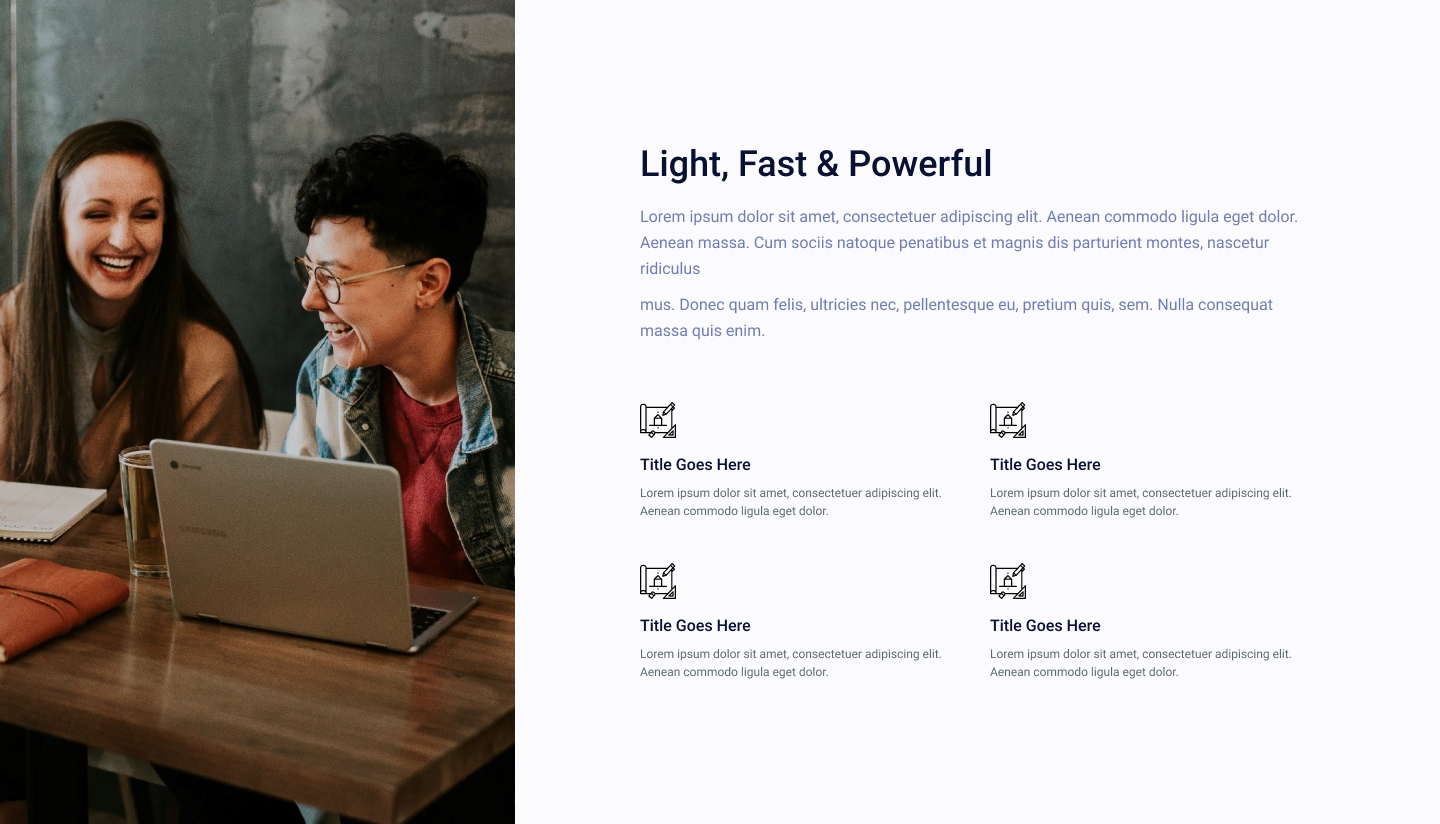 Light, Fast & Powerful
Lorem ipsum dolor sit amet, consectetuer adipiscing elit. Aenean commodo ligula eget dolor.
Aenean massa. Cum sociis natoque penatibus et magnis dis parturient montes, nascetur
ridiculus
mus. Donec quam felis, ultricies nec, pellentesque eu, pretium quis, sem. Nulla consequat
massa quis enim.
Title Goes Here
Lorem ipsum dolor sit amet, consectetuer adipiscing elit.
Aenean commodo ligula eget dolor.
Title Goes Here
Lorem ipsum dolor sit amet, consectetuer adipiscing elit.
Aenean commodo ligula eget dolor.
Title Goes Here
Lorem ipsum dolor sit amet, consectetuer adipiscing elit.
Aenean commodo ligula eget dolor.
Title Goes Here
Lorem ipsum dolor sit amet, consectetuer adipiscing elit.
Aenean commodo ligula eget dolor.
chrome
SAMSUNG